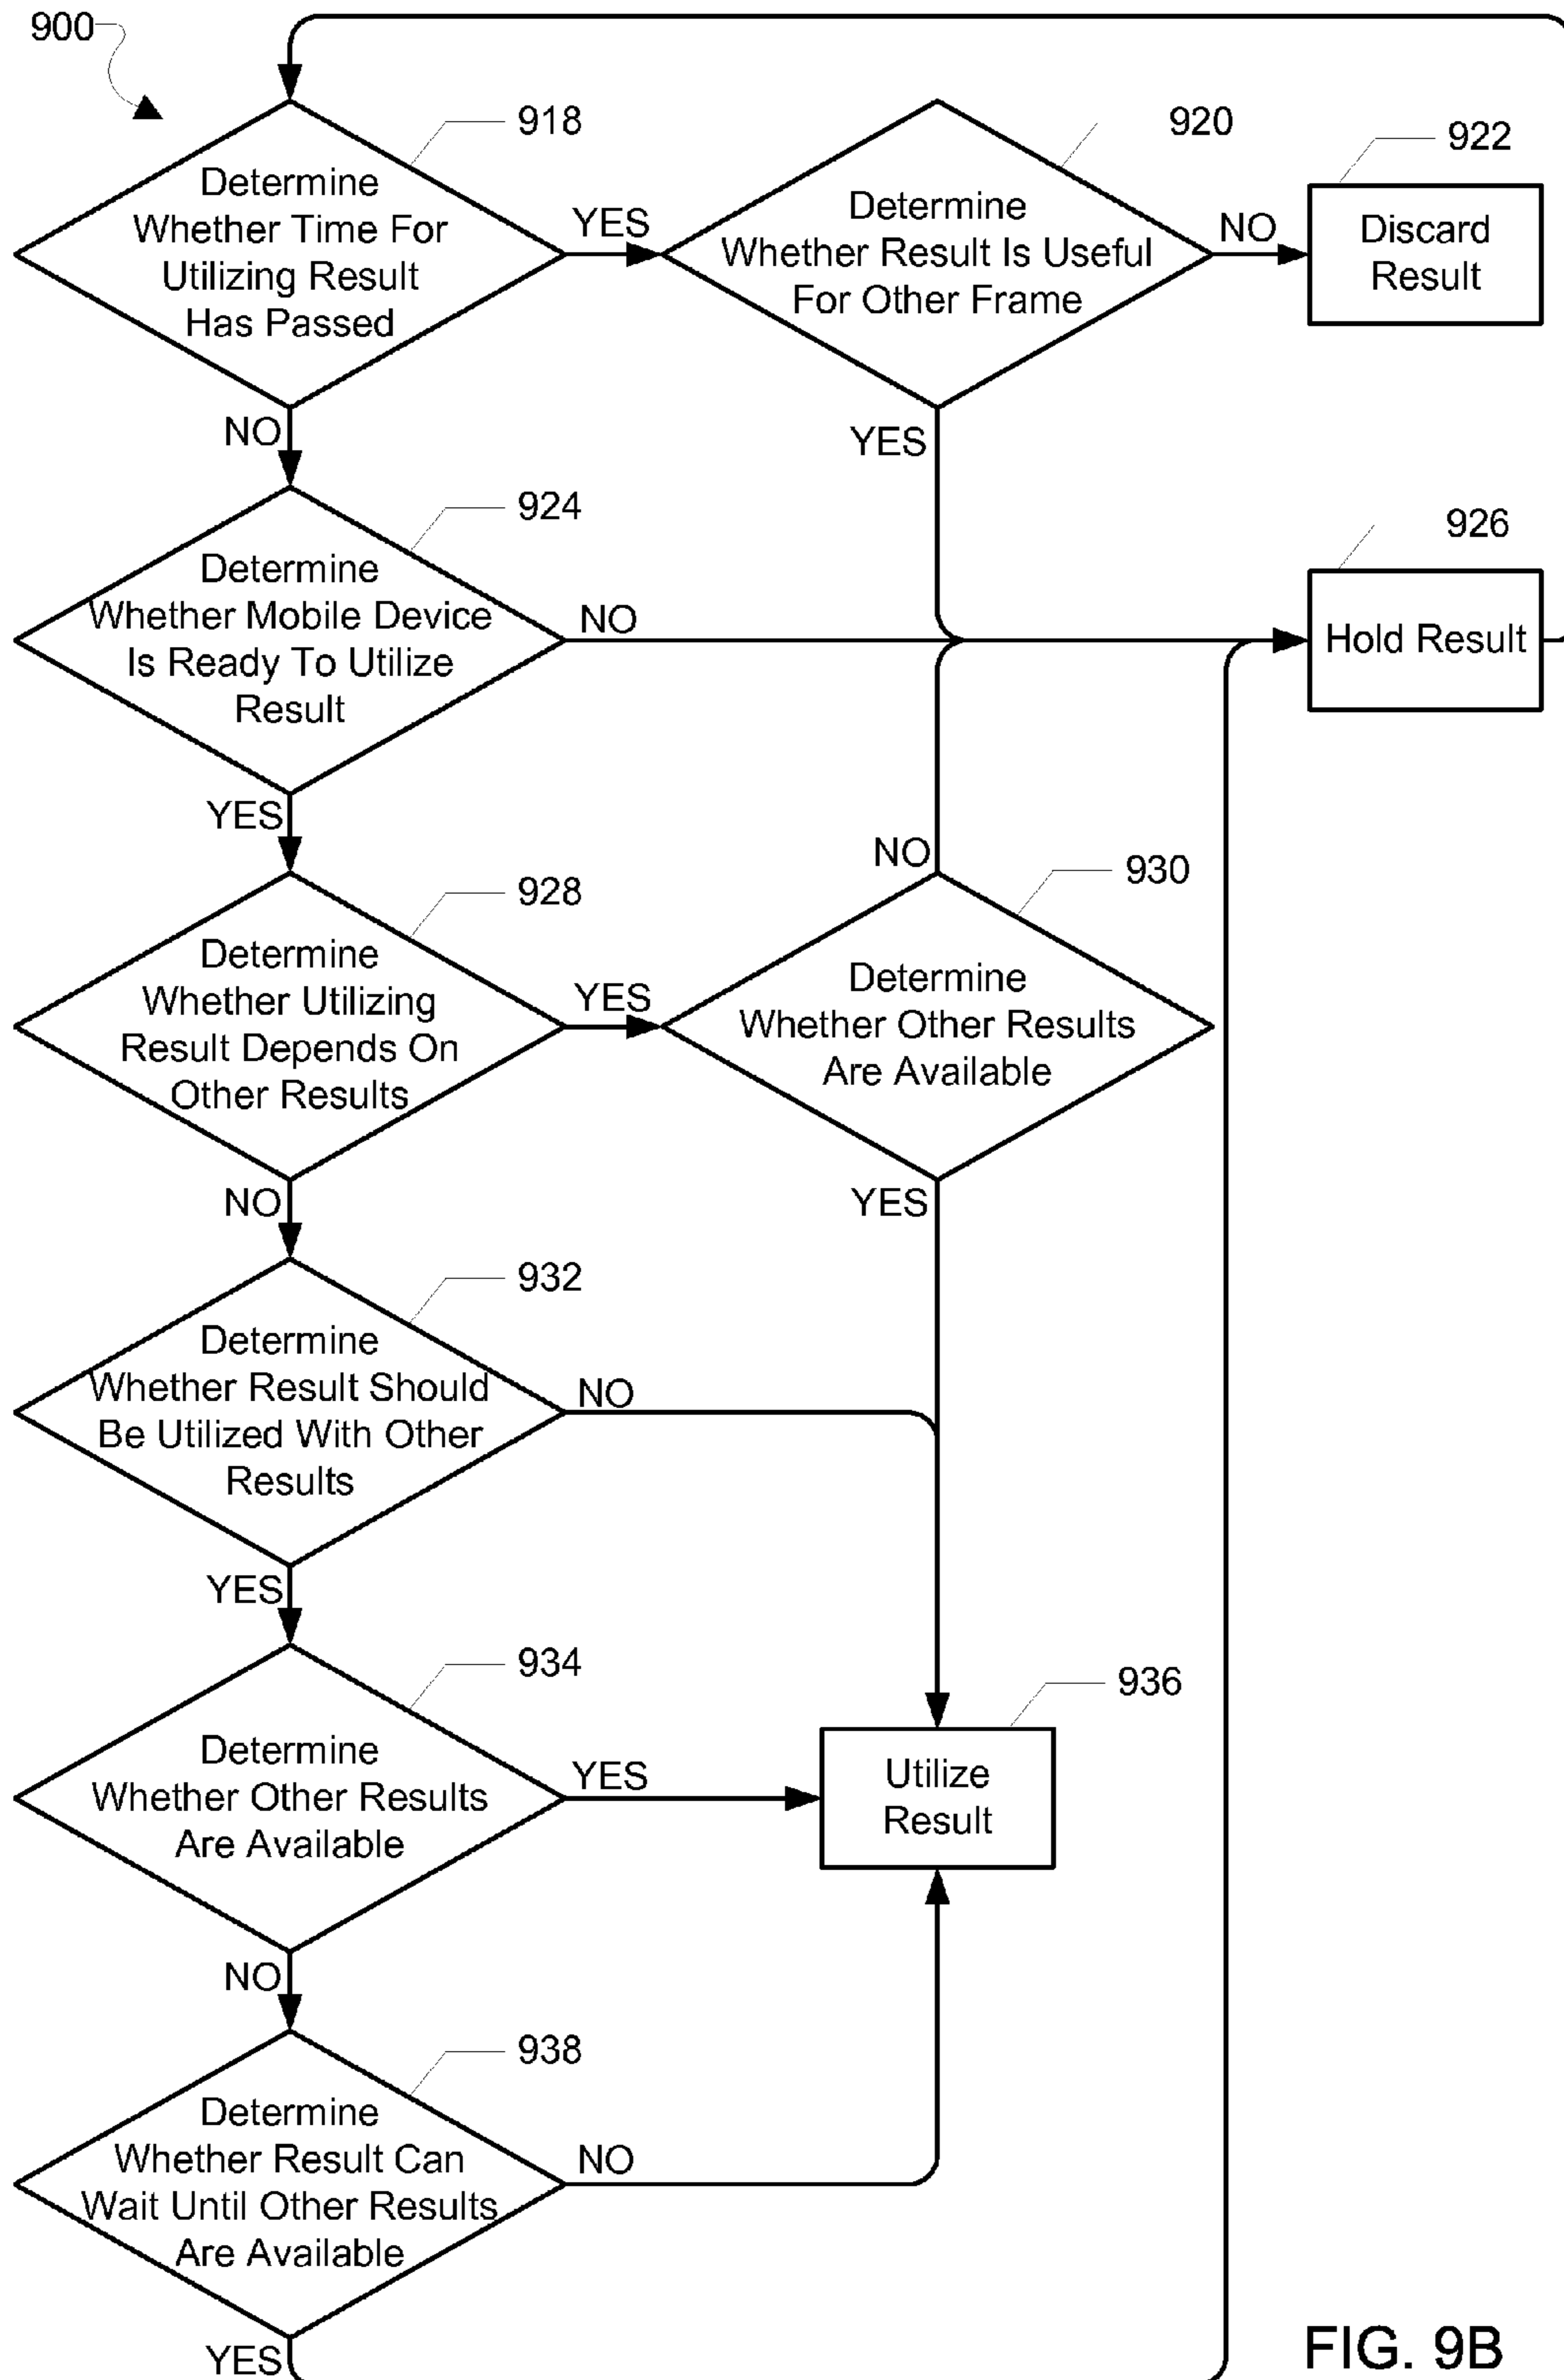 900
918
Determine
Whether Time For
Utilizing Result
Has Passed
YES
NO
920
Determine
Whether Result Is Useful
For Other Frame
NO
YES
922
Discard
Result
924
Determine
Whether Mobile Device
Is Ready To Utilize
Result
NO
YES
926
Hold Result
928
Determine
Whether Utilizing
Result Depends On
Other Results
YES
NO
930
NO
Determine
Whether Other Results
Are Available
YES
932
Determine
Whether Result Should
Be Utilized With Other
Results
NO
YES
934
Determine
Whether Other Results
Are Available
YES
NO
936
Utilize
Result
938
Determine
Whether Result Can
Wait Until Other Results
Are Available
NO
YES
FIG. 9B